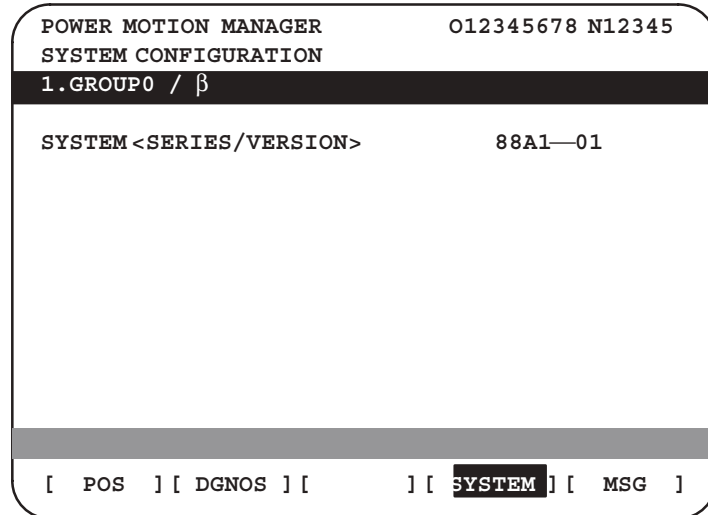 POWER MOTION MANAGER O12345678 N12345
SYSTEM CONFIGURATION
1.GROUP0 / β
SYSTEM <SERIES/VERSION> 88A1—01
[ POS ] [ DGNOS ] [ ] [ SYSTEM ] [ MSG ]